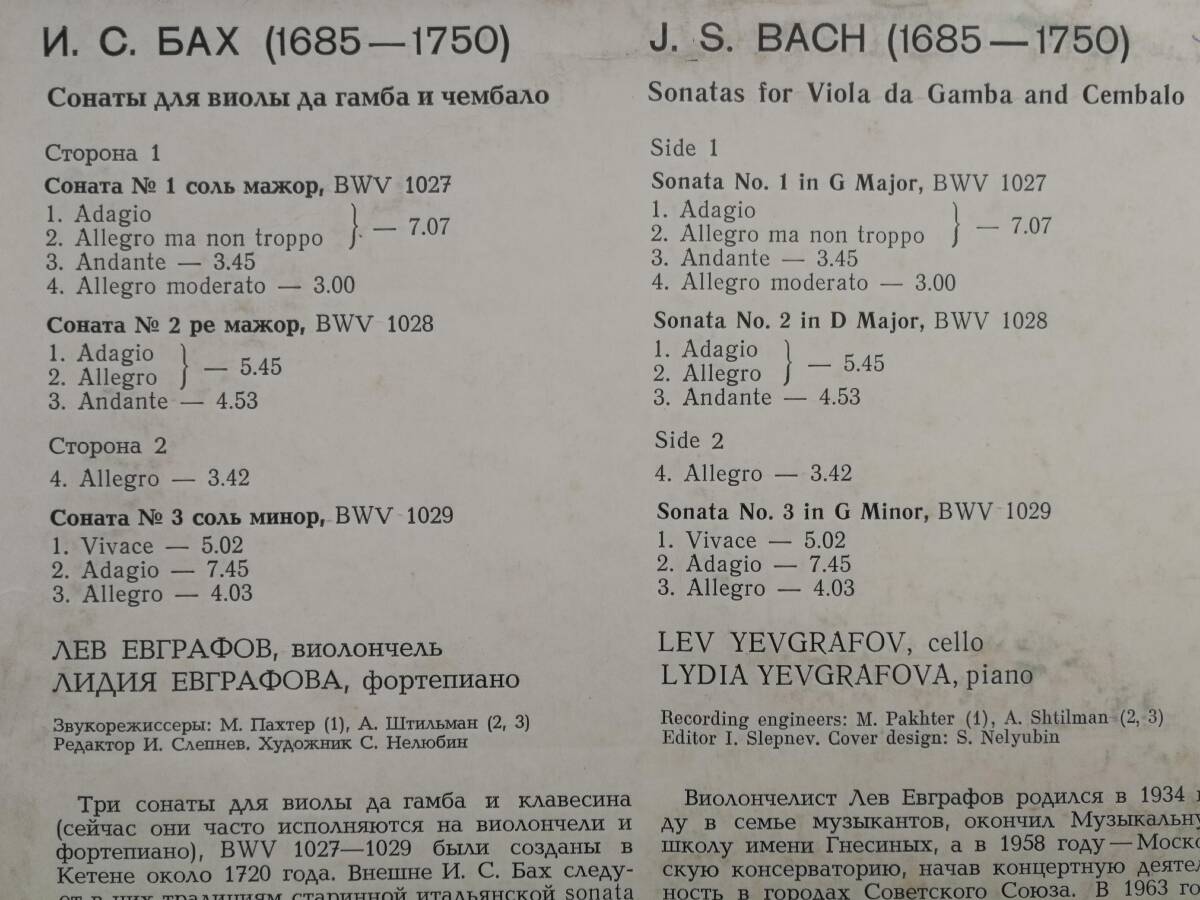 И. С. БАХ (1685—1750)
Сонаты для виолы да гамба и чембало
Сторона 1
Соната № 1 соль мажор, BWV 1027
1. Adagio
2. Allegro ma non troppo } — 7.07
3. Andante — 3.45
4. Allegro moderato — 3.00
Соната № 2 ре мажор, BWV 1028
1. Adagio
2. Allegro } — 5.45
3. Andante — 4.53
Сторона 2
4. Allegro — 3.42
Соната № 3 соль минор, BWV 1029
1. Vivace — 5.02
2. Adagio — 7.45
3. Allegro — 4.03
ЛЕВ ЕВГРАФОВ, виолончель
ЛИДИЯ ЕВГРАФОВА, фортепиано
Звукорежиссеры: М. Пахтер (1), А. Штильман (2, 3)
Редактор И. Слепнев. Художник С. Нелюбин
Три сонаты для виолы да гамба и клавесина
(сейчас они часто исполняются на виолончели и
фортепиано), BWV 1027—1029 были созданы в
Кетене около 1720 года. Внешне И. С. Бах следу-
ет в них традициям старинной итальянской sonata
J. S. BACH (1685—1750)
Sonatas for Viola da Gamba and Cembalo
Side 1
Sonata No. 1 in G Major, BWV 1027
1. Adagio
2. Allegro ma non troppo } — 7.07
3. Andante — 3.45
4. Allegro moderato — 3.00
Sonata No. 2 in D Major, BWV 1028
1. Adagio
2. Allegro } — 5.45
3. Andante — 4.53
Side 2
4. Allegro — 3.42
Sonata No. 3 in G Minor, BWV 1029
1. Vivace — 5.02
2. Adagio — 7.45
3. Allegro — 4.03
LEV YEVGRAFOV, cello
LYDIA YEVGRAFOVA, piano
Recording engineers: M. Pakhter (1), A. Shtilman (2, 3)
Editor I. Slepnev. Cover design: S. Nelyubin
Виолончелист Лев Евграфов родился в 1934
ду в семье музыкантов, окончил Музыкальну
школу имени Гнесиных, а в 1958 году — Моско
скую консерваторию, начав концертную деятел
ность в городах Советского Союза. В 1963 го